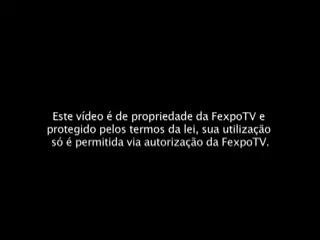 Este vídeo é de propriedade da FexpoTV e
protegido pelos termos da lei, sua utilização
só é permitida via autorização da FexpoTV.